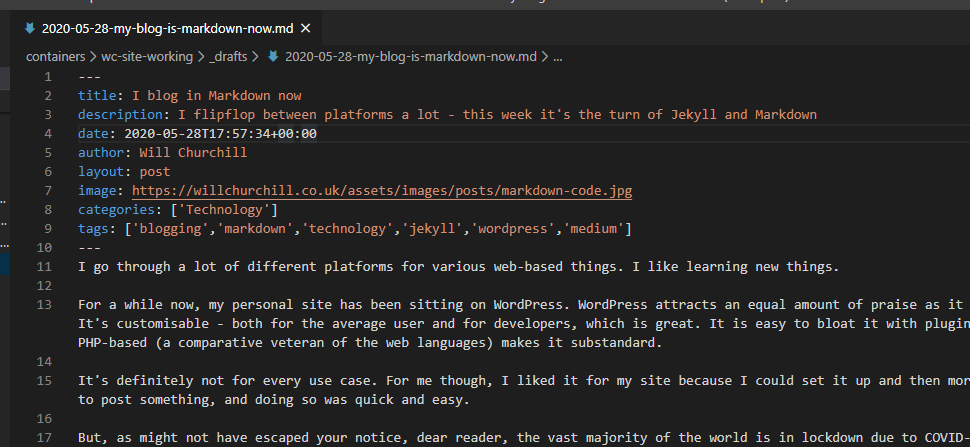 2020-05-28-my-blog-is-markdown-now.md
containers > wc-site-working > _drafts > 2020-05-28-my-blog-is-markdown-now.md > ...
1 ---
2 title: I blog in Markdown now
3 description: I flipflop between platforms a lot - this week it's the turn of Jekyll and Markdown
4 date: 2020-05-28T17:57:34+00:00
5 author: Will Churchill
6 layout: post
7 image: https://willchurchill.co.uk/assets/images/posts/markdown-code.jpg
8 categories: ['Technology']
9 tags: ['blogging','markdown','technology','jekyll','wordpress','medium']
10 ---
11 I go through a lot of different platforms for various web-based things. I like learning new things.
12
13 For a while now, my personal site has been sitting on WordPress. WordPress attracts an equal amount of praise as it
It's customisable - both for the average user and for developers, which is great. It is easy to bloat it with plugin
PHP-based (a comparative veteran of the web languages) makes it substandard.
14
15 It's definitely not for every use case. For me though, I liked it for my site because I could set it up and then mor
to post something, and doing so was quick and easy.
16
17 But, as might not have escaped your notice, dear reader, the vast majority of the world is in lockdown due to COVID-